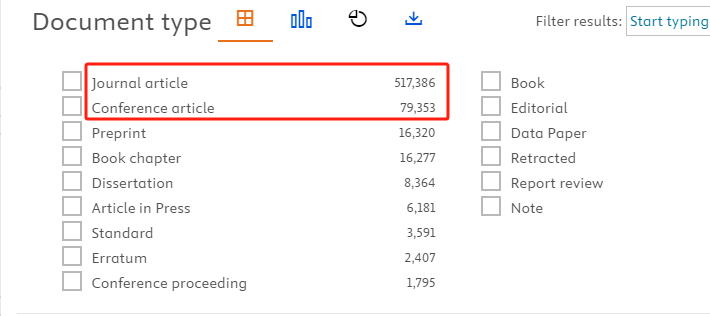 Document type
Filter results: Start typing
Journal article 517,386
Conference article 79,353
Preprint 16,320
Book chapter 16,277
Dissertation 8,364
Article in Press 6,181
Standard 3,591
Erratum 2,407
Conference proceeding 1,795
Book
Editorial
Data Paper
Retracted
Report review
Note